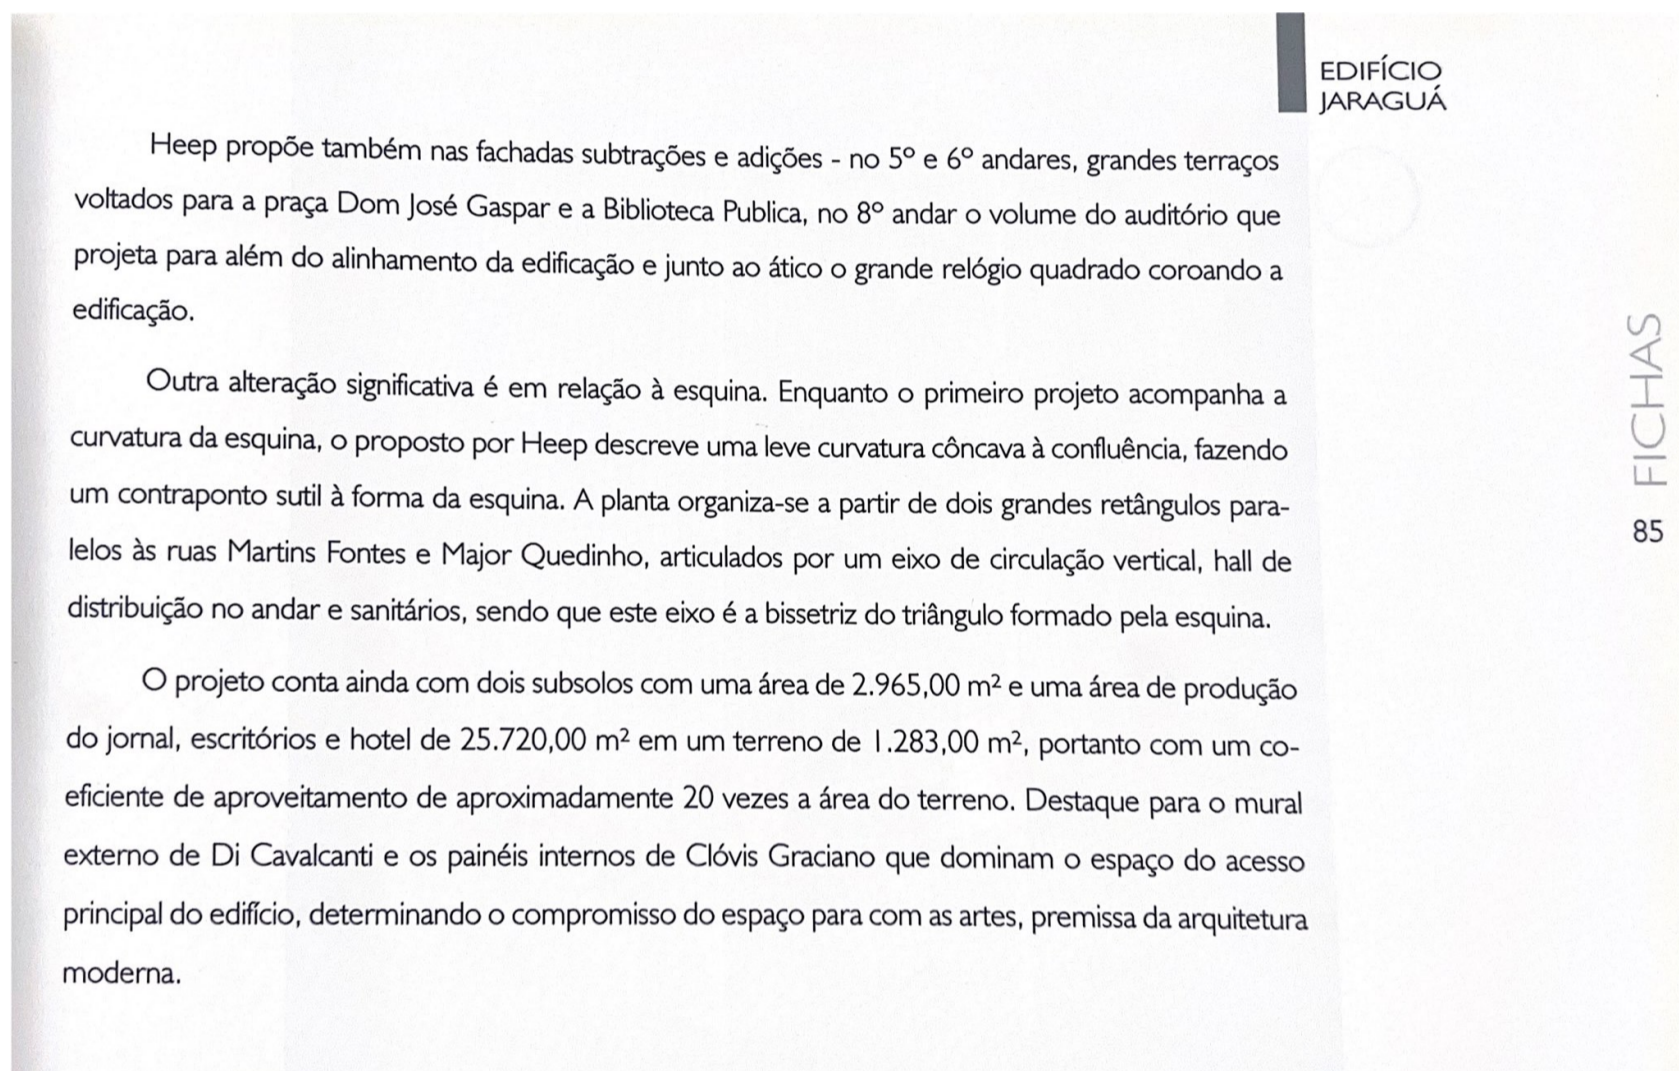 EDIFÍCIO
JARAGUÁ
Heep propõe também nas fachadas subtrações e adições - no 5º e 6º andares, grandes terraços
voltados para a praça Dom José Gaspar e a Biblioteca Publica, no 8º andar o volume do auditório que
projeta para além do alinhamento da edificação e junto ao ático o grande relógio quadrado coroando a
edificação.
Outra alteração significativa é em relação à esquina. Enquanto o primeiro projeto acompanha a
curvatura da esquina, o proposto por Heep descreve uma leve curvatura côncava à confluência, fazendo
um contraponto sutil à forma da esquina. A planta organiza-se a partir de dois grandes retângulos para-
lelos às ruas Martins Fontes e Major Quedinho, articulados por um eixo de circulação vertical, hall de
distribuição no andar e sanitários, sendo que este eixo é a bissetriz do triângulo formado pela esquina.
O projeto conta ainda com dois subsolos com uma área de 2.965,00 m² e uma área de produção
do jornal, escritórios e hotel de 25.720,00 m² em um terreno de 1.283,00 m², portanto com um co-
eficiente de aproveitamento de aproximadamente 20 vezes a área do terreno. Destaque para o mural
externo de Di Cavalcanti e os painéis internos de Clóvis Graciano que dominam o espaço do acesso
principal do edifício, determinando o compromisso do espaço para com as artes, premissa da arquitetura
moderna.
FICHAS
85